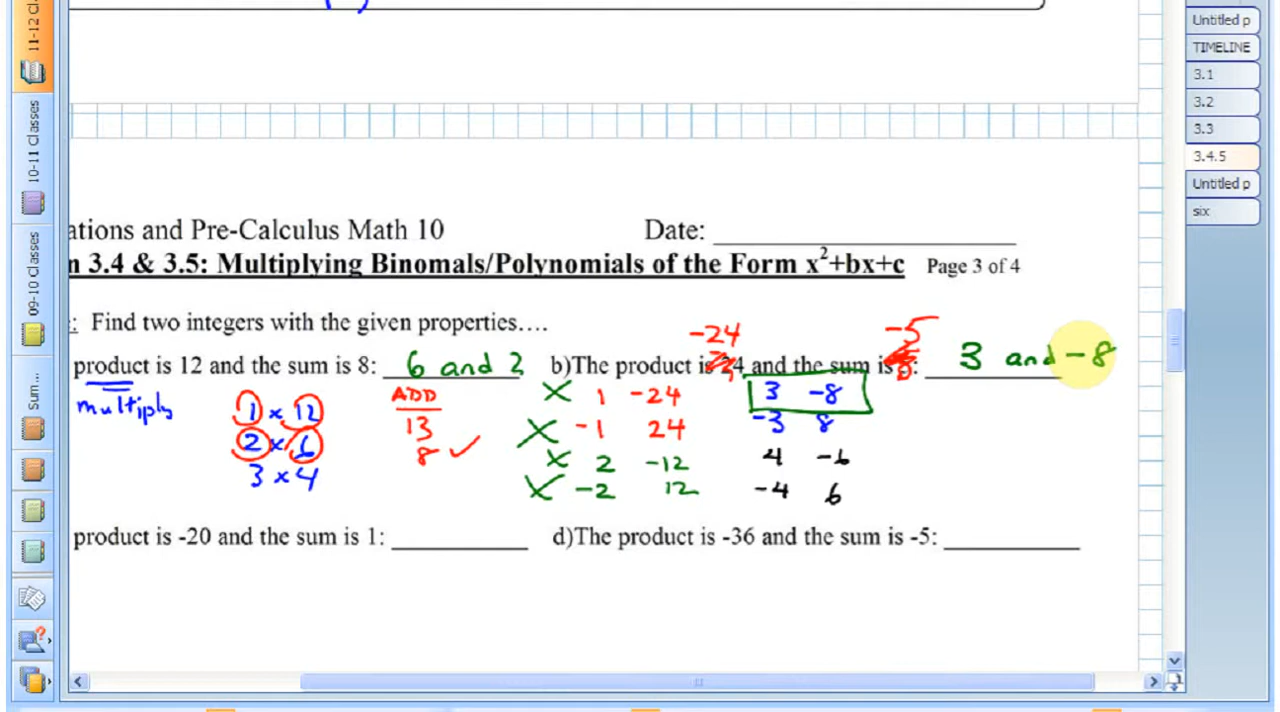 11-12 Cl
10-11 Classes
09-10 Classes
Sum...
Untitled p
TIMELINE
3.1
3.2
3.3
3.4.5
Untitled p
six
ations and Pre-Calculus Math 10 Date:
n 3.4 & 3.5: Multiplying Binomals/Polynomials of the Form x²+bx+c Page 3 of 4
: Find two integers with the given properties….
-24 -5
product is 12 and the sum is 8: 6 and 2 b)The product is 4 and the sum is : 3 and -8
multiply
1 x 12
2 x 6
3 x 4
ADD
13
8 ✓
X 1 -24 3 -8
X -1 24 -3 8
X 2 -12 4 -6
X -2 12 -4 6
product is -20 and the sum is 1: d)The product is -36 and the sum is -5: